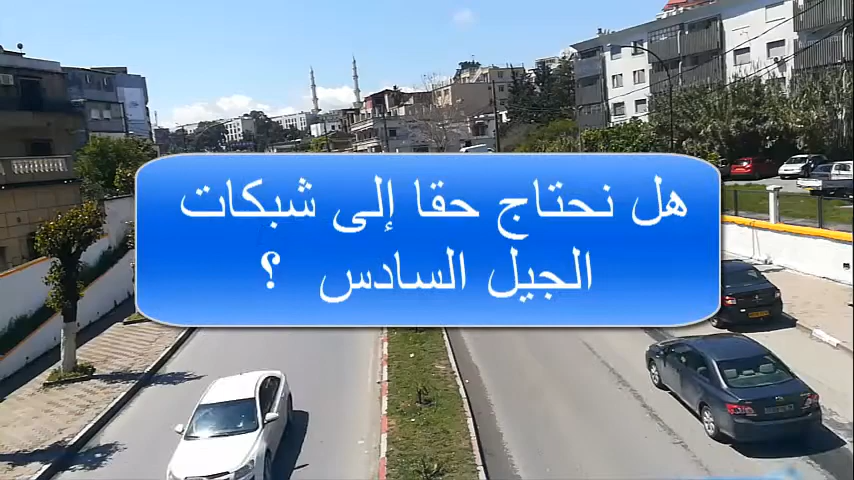 هل نحتاج حقا إلى شبكات
الجيل السادس ؟